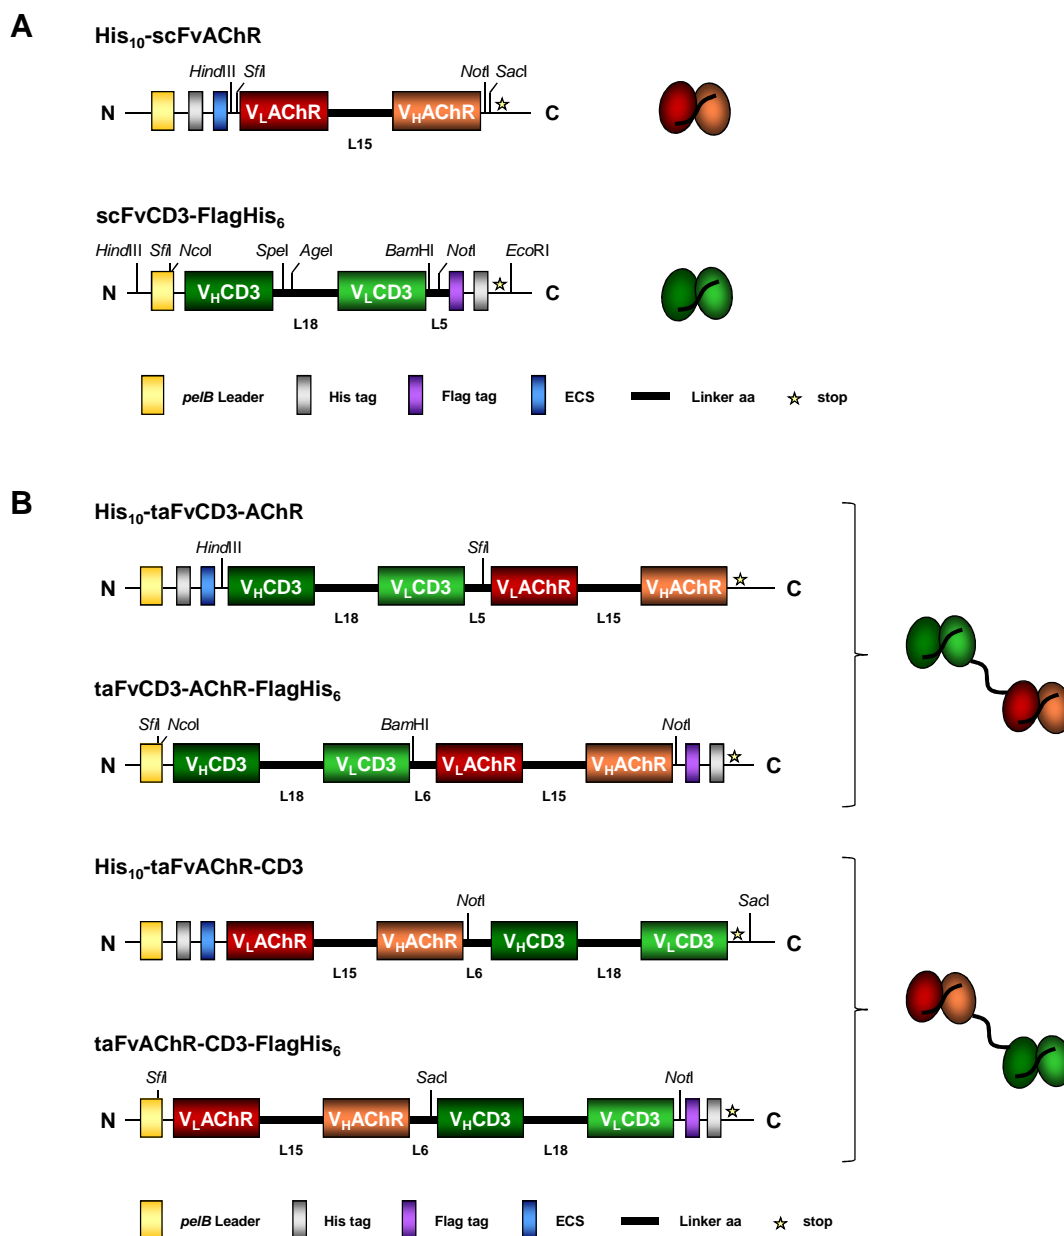 A
His₁₀-scFvAChR
HindIII SfiI NotI SacI
N VLAChR VHAChR C
L15
scFvCD3-FlagHis₆
HindIII SfiI NcoI SpeI AgeI BamHI NotI EcoRI
N VHCD3 VLCD3 C
L18 L5
pelB Leader His tag Flag tag ECS Linker aa stop
B
His₁₀-taFvCD3-AChR
HindIII SfiI
N VHCD3 VLCD3 VLAChR VHAChR C
L18 L5 L15
taFvCD3-AChR-FlagHis₆
SfiI NcoI BamHI NotI
N VHCD3 VLCD3 VLAChR VHAChR C
L18 L6 L15
His₁₀-taFvAChR-CD3
NotI SacI
N VLAChR VHAChR VHCD3 VLCD3 C
L15 L6 L18
taFvAChR-CD3-FlagHis₆
SfiI SacI NotI
N VLAChR VHAChR VHCD3 VLCD3 C
L15 L6 L18
pelB Leader His tag Flag tag ECS Linker aa stop